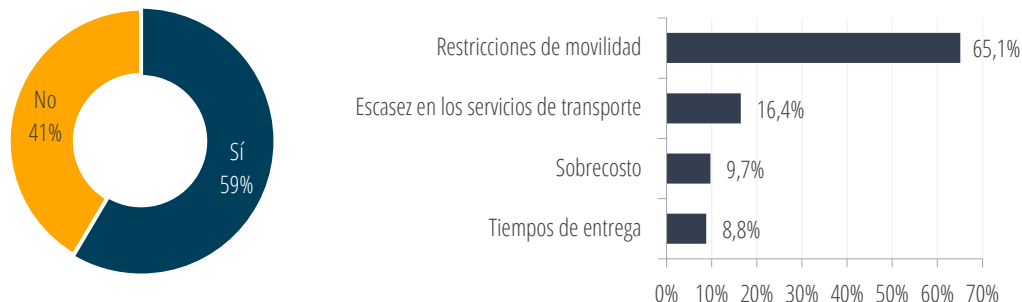 No
41%
Sí
59%
Restricciones de movilidad
65,1%
Escasez en los servicios de transporte
16,4%
Sobrecosto
9,7%
Tiempos de entrega
8,8%
0% 10% 20% 30% 40% 50% 60% 70%